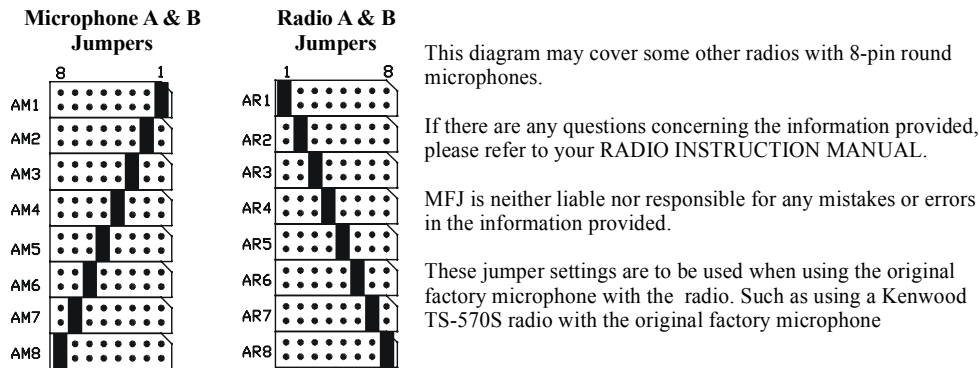 Microphone A & B
Jumpers
8 1
AM1
AM2
AM3
AM4
AM5
AM6
AM7
AM8
Radio A & B
Jumpers
1 8
AR1
AR2
AR3
AR4
AR5
AR6
AR7
AR8
This diagram may cover some other radios with 8-pin round
microphones.
If there are any questions concerning the information provided,
please refer to your RADIO INSTRUCTION MANUAL.
MFJ is neither liable nor responsible for any mistakes or errors
in the information provided.
These jumper settings are to be used when using the original
factory microphone with the radio. Such as using a Kenwood
TS-570S radio with the original factory microphone